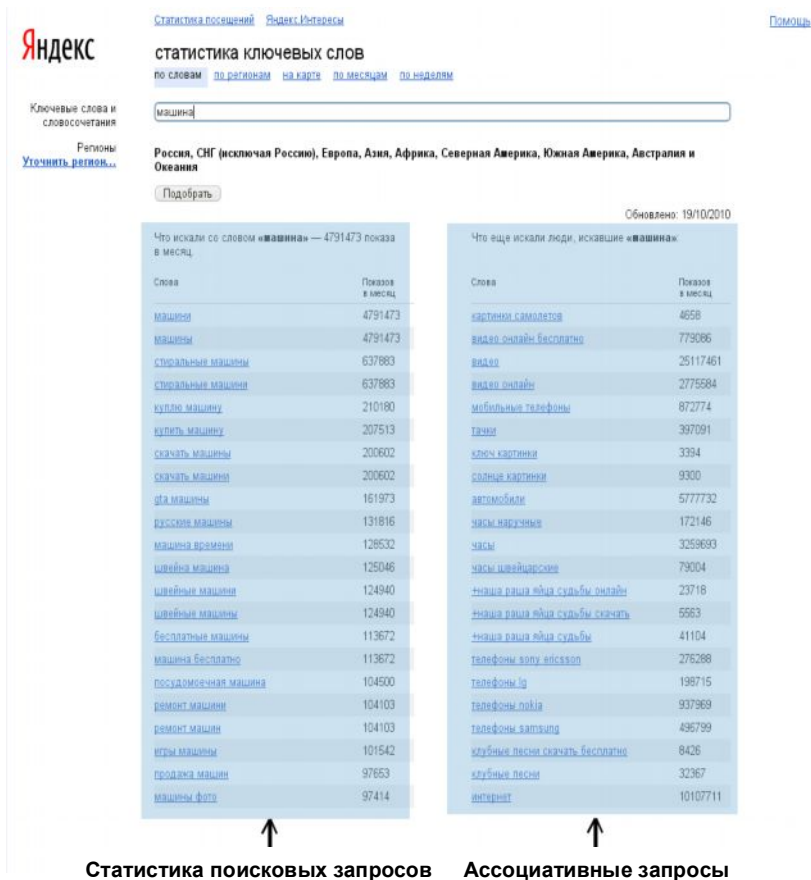 Статистика посещений Яндекс.Интересы
Помощь
Яндекс
статистика ключевых слов
по словам по регионам на карте по месяцам по неделям
Ключевые слова и словосочетания
машина
Регионы
Уточнить регион...
Россия, СНГ (исключая Россию), Европа, Азия, Африка, Северная Америка, Южная Америка, Австралия и
Океания
Подобрать
Обновлено: 19/10/2010
Что искали со словом «машина» — 4791473 показа
в месяц.
Слова Показов в месяц
машини 4791473
машины 4791473
стиральные машины 637883
стиральные машини 637883
куплю машину 210180
купить машину 207513
скачать машины 200602
скачать машини 200602
gta машины 161973
русские машины 131816
машина времени 128532
швейна машина 125046
швейные машини 124940
швейные машины 124940
бесплатные машины 113672
машина бесплатно 113672
посудомоечная машина 104500
ремонт машини 104103
ремонт машин 104103
игры машины 101542
продажа машин 97653
машины фото 97414
Что еще искали люди, искавшие «машина»:
Слова Показов в месяц
картинки самолетов 4658
видео онлайн бесплатно 779086
видео 25117461
видео онлайн 2775584
мобильные телефоны 872774
тачки 397091
ключ картинки 3394
солнце картинки 9300
автомобили 5777732
часы наручные 172146
часы 3259693
часы швейцарские 79004
+наша раша яйца судьбы онлайн 23718
+наша раша яйца судьбы скачать 5563
+наша раша яйца судьбы 41104
телефоны sony ericsson 276288
телефоны lg 198715
телефоны nokia 937969
телефоны samsung 496799
клубные песни скачать бесплатно 8426
клубные песни 32367
интернет 10107711
Статистика поисковых запросов
Ассоциативные запросы